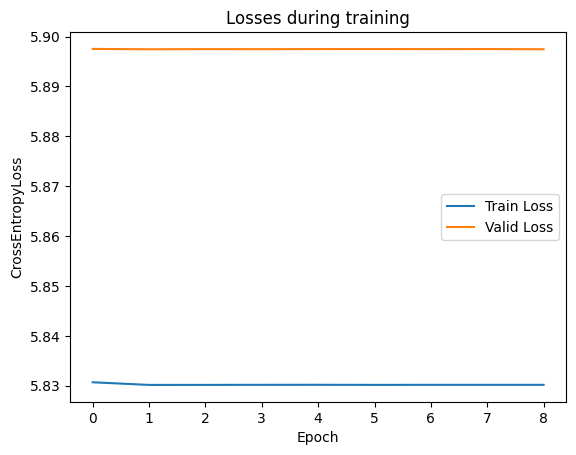 Losses during training
5.90
5.89
5.88
5.87
5.86
5.85
5.84
5.83
CrossEntropyLoss
Train Loss
Valid Loss
0 1 2 3 4 5 6 7 8
Epoch